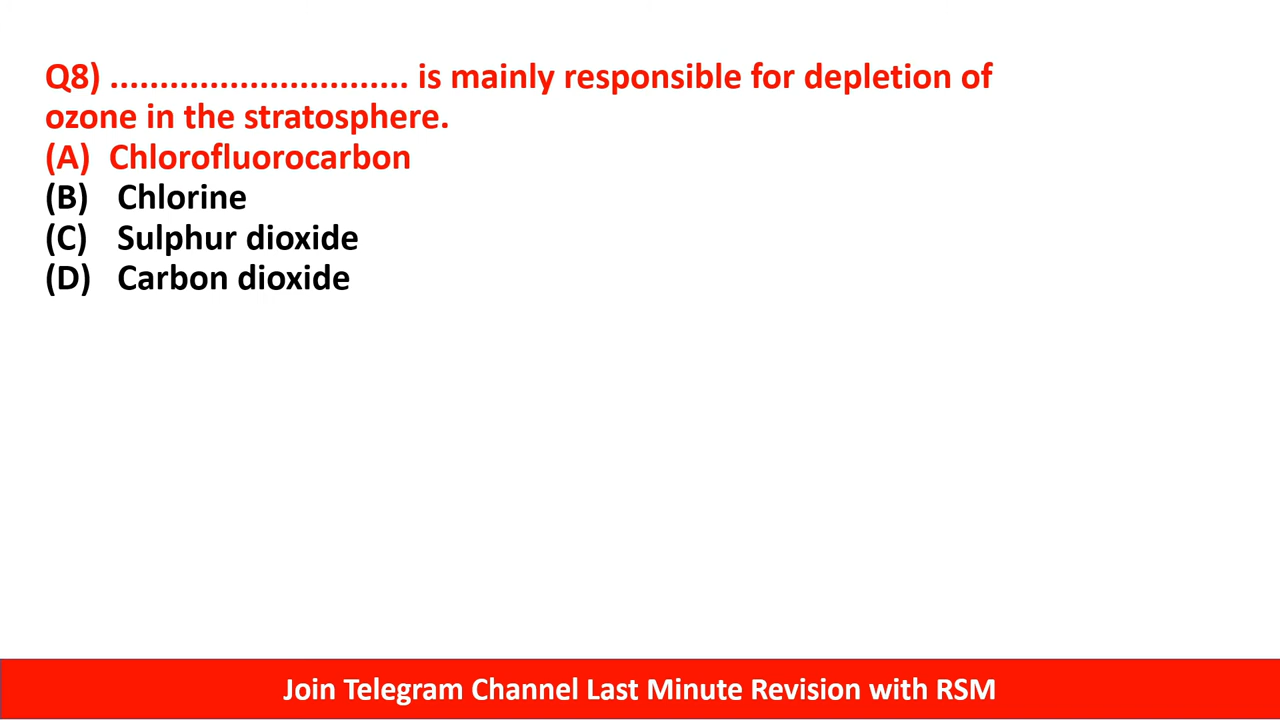 Q8) .............................. is mainly responsible for depletion of
ozone in the stratosphere.
(A) Chlorofluorocarbon
(B) Chlorine
(C) Sulphur dioxide
(D) Carbon dioxide
Join Telegram Channel Last Minute Revision with RSM